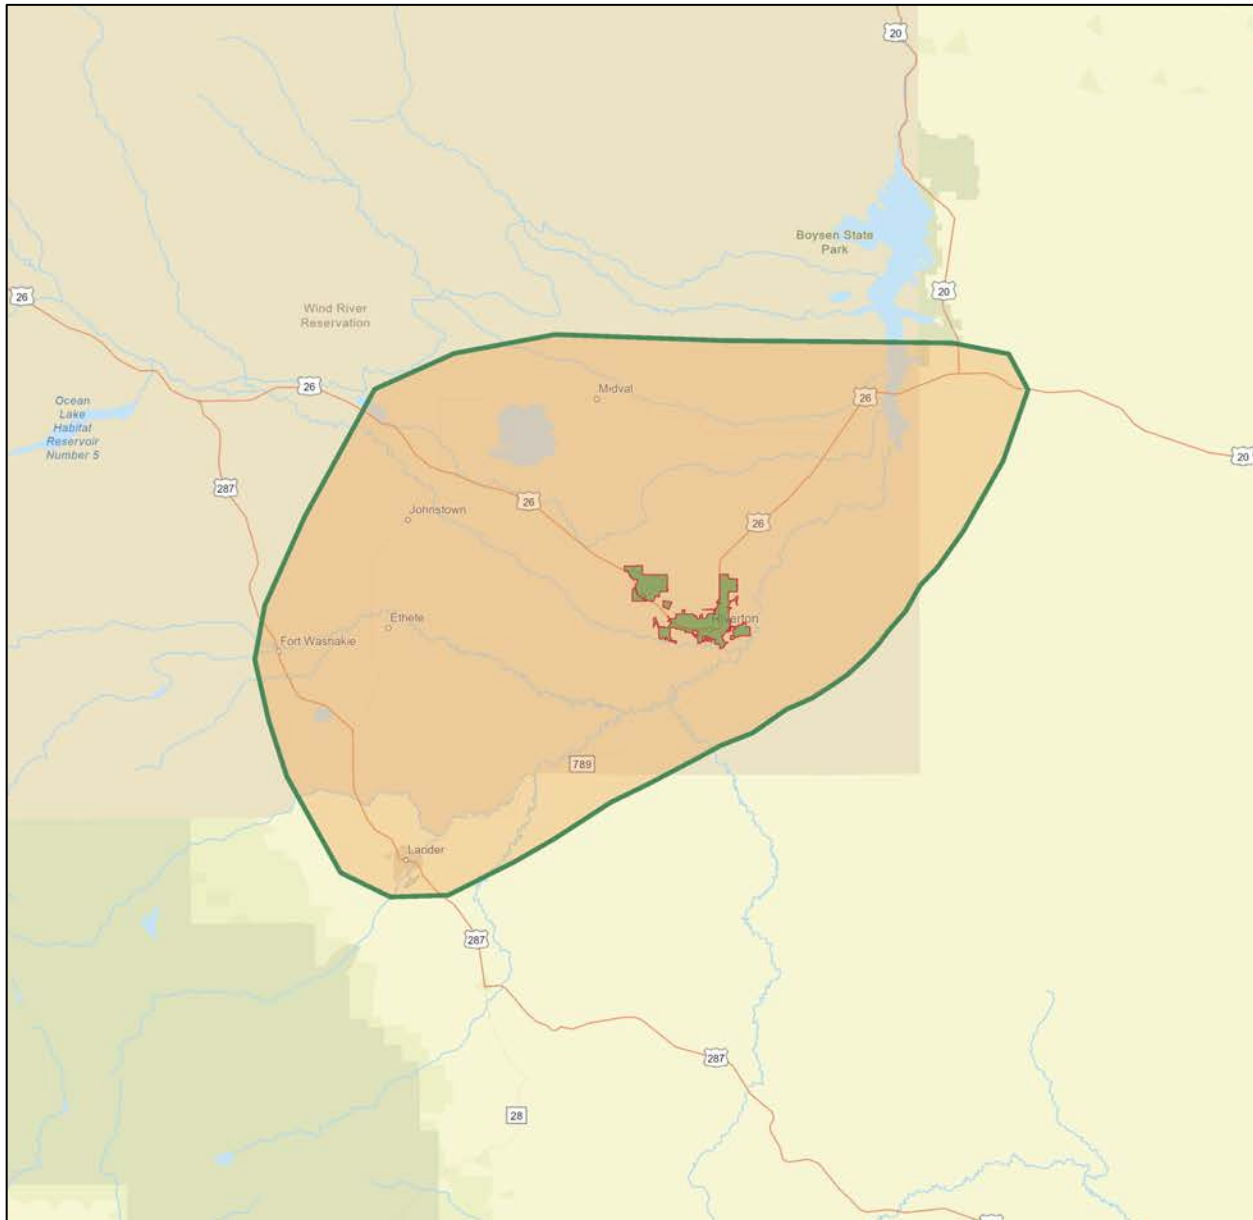 20
Boysen State
Park
26
20
Wind River
Reservation
26
Midval
26
Ocean
Lake
Habitat
Reservoir
Number 5
20
287
26
Johnstown
26
Riverton
Ethete
Fort Washakie
789
Lander
287
287
28